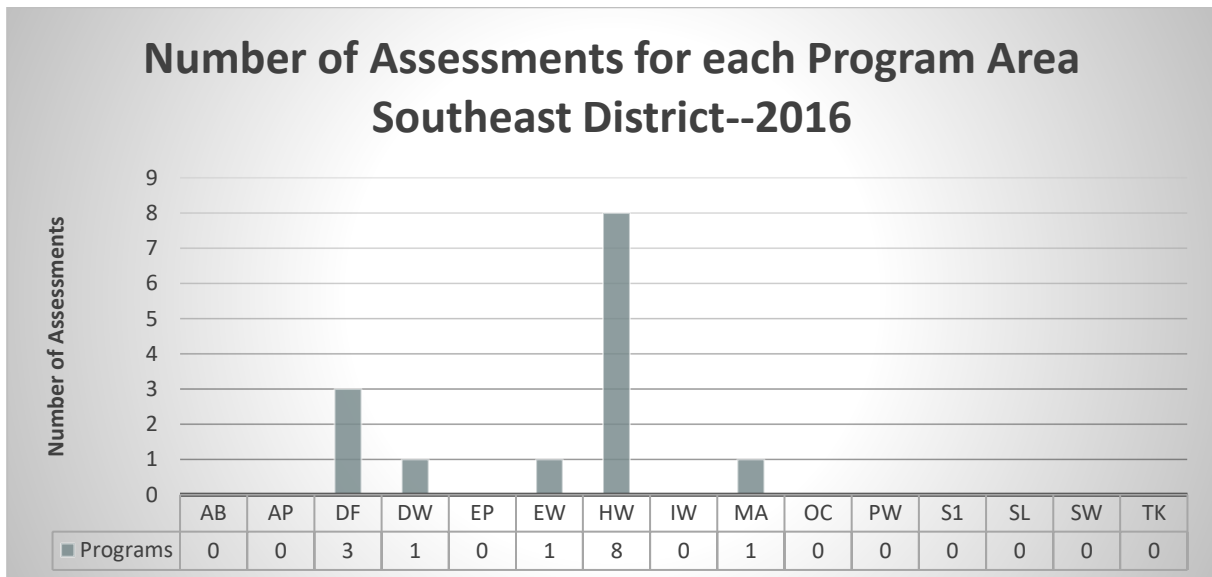 Number of Assessments for each Program Area
Southeast District--2016
Number of Assessments
9
8
7
6
5
4
3
2
1
0
AB AP DF DW EP EW HW IW MA OC PW S1 SL SW TK
Programs 0 0 3 1 0 1 8 0 1 0 0 0 0 0 0